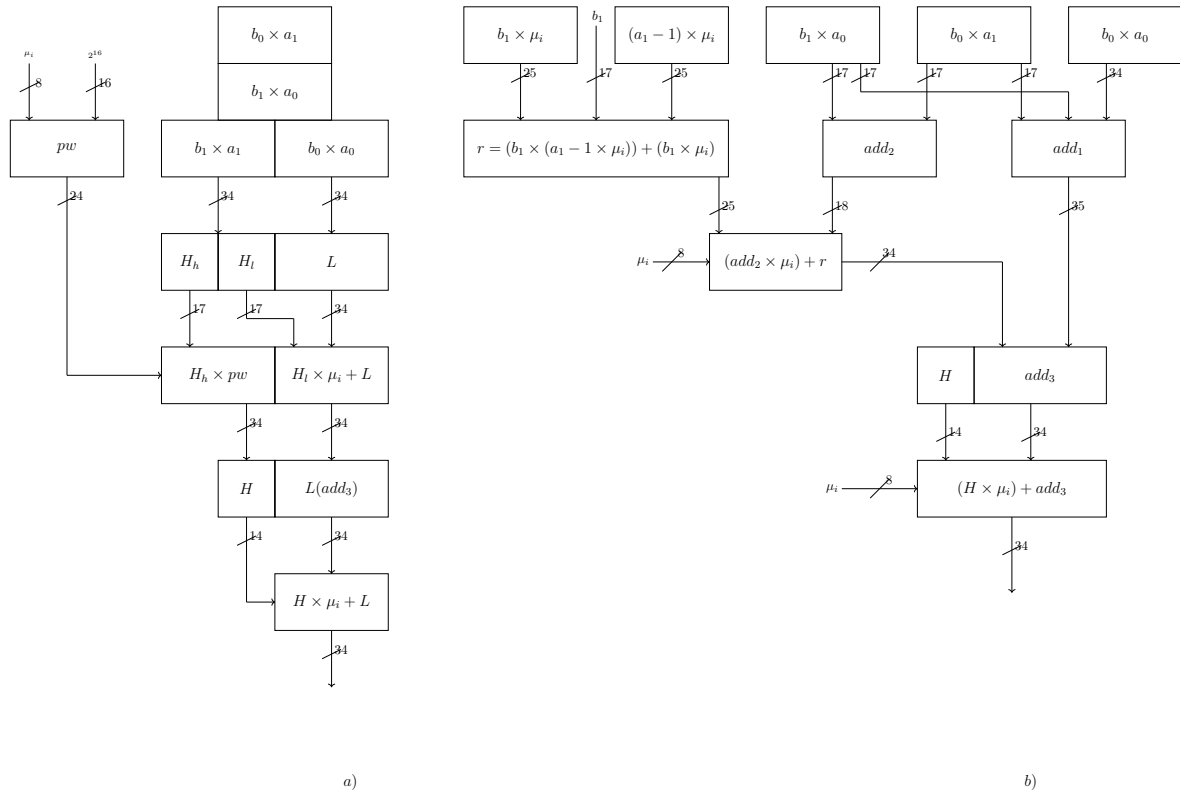 b₀ × a₁
b₁ × a₀
μᵢ 2¹⁶
8 16
pw
b₁ × a₁ b₀ × a₀
24 34 34
Hₕ Hₗ L
17 17 34
Hₕ × pw Hₗ × μᵢ + L
34 34
H L(add₃)
14 34
H × μᵢ + L
34
a)
b₁ × μᵢ b₁ (a₁ − 1) × μᵢ b₁ × a₀ b₀ × a₁ b₀ × a₀
25 17 25 17 17 17 17 34
r = (b₁ × (a₁ − 1 × μᵢ)) + (b₁ × μᵢ) add₂ add₁
25 18 35
μᵢ 8 (add₂ × μᵢ) + r 34
H add₃
14 34
μᵢ 8 (H × μᵢ) + add₃
34
b)